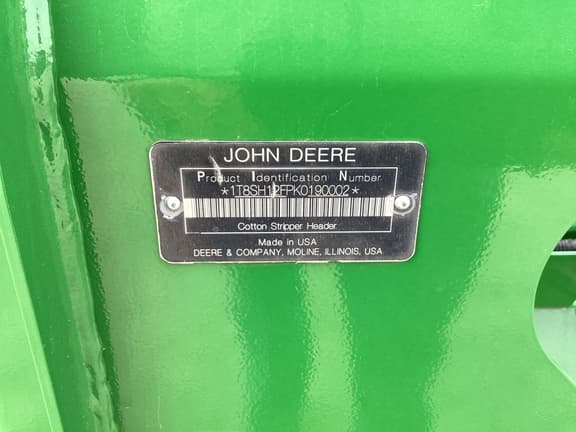 JOHN DEERE
Product Identification Number
*1T8SH12FPK0190002*
Cotton Stripper Header
Made in USA
DEERE & COMPANY, MOLINE, ILLINOIS, USA